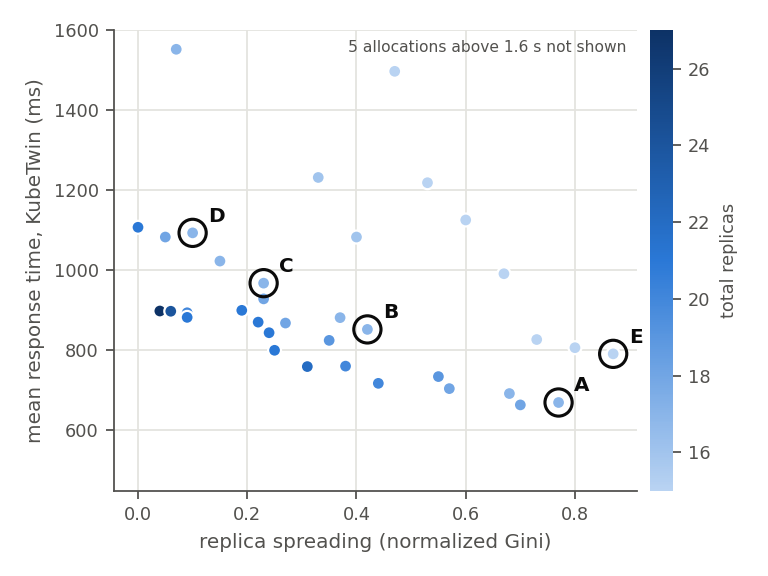 5 allocations above 1.6 s not shown
1600
1400
1200
1000
800
600
mean response time, KubeTwin (ms)
D
C
B
A
E
0.0
0.2
0.4
0.6
0.8
replica spreading (normalized Gini)
26
24
22
20
18
16
total replicas